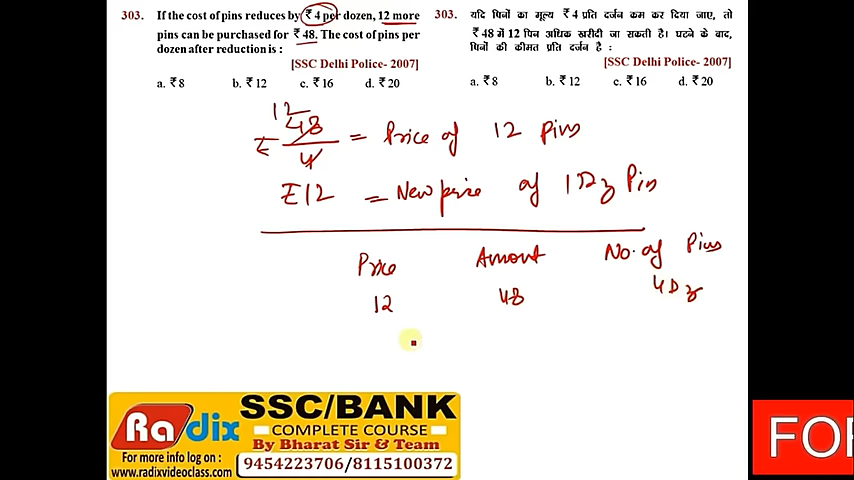 303. If the cost of pins reduces by ₹ 4 per dozen, 12 more
pins can be purchased for ₹ 48. The cost of pins per
dozen after reduction is :
[SSC Delhi Police- 2007]
a. ₹ 8 b. ₹ 12 c. ₹ 16 d. ₹ 20
303. यदि पिनों का मूल्य ₹ 4 प्रति दर्जन कम कर दिया जाए, तो
₹ 48 में 12 पिन अधिक खरीदी जा सकती है। घटने के बाद,
पिनों की कीमत प्रति दर्जन है :
[SSC Delhi Police- 2007]
a. ₹ 8 b. ₹ 12 c. ₹ 16 d. ₹ 20
12
₹ 48
4
= Price of 12 Pins
₹12 = New price of 1 Dz Pin
Price Amount No. of Pins
12 48 4Dz
Radix
For more info log on :
www.radixvideoclass.com
SSC/BANK
COMPLETE COURSE
By Bharat Sir & Team
9454223706/8115100372
FOR